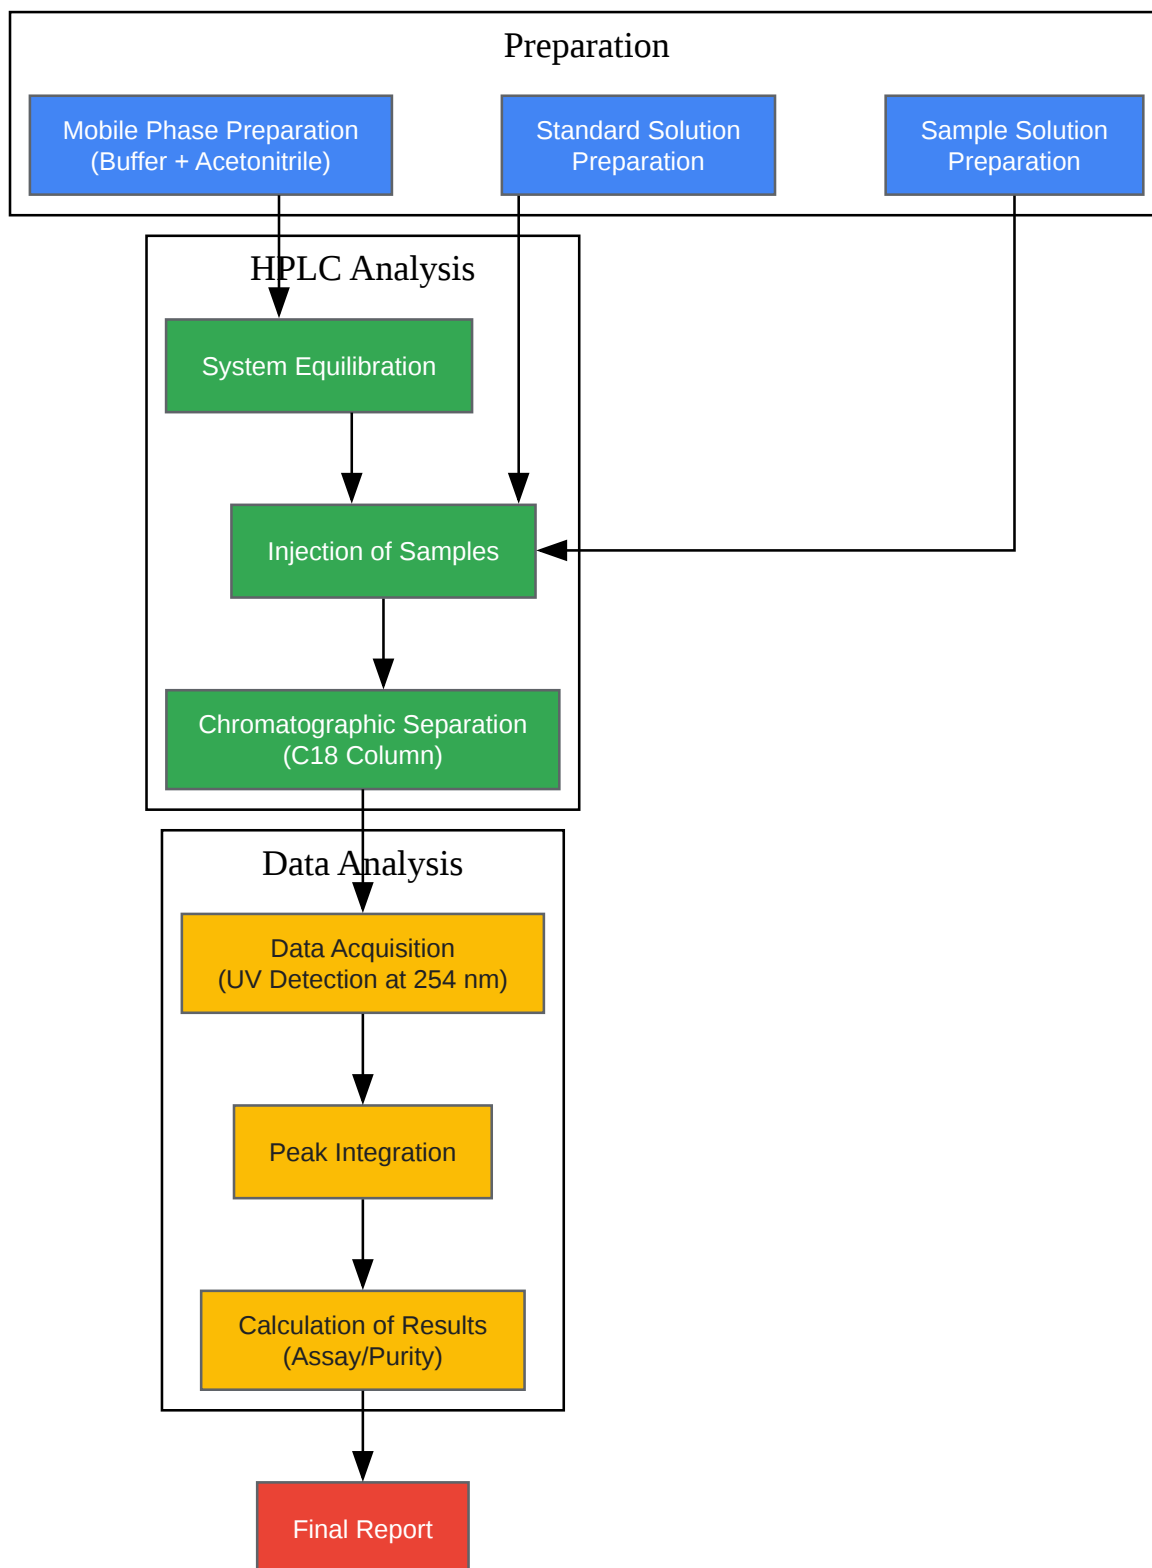 Preparation
Mobile Phase Preparation
(Buffer + Acetonitrile)
Standard Solution
Preparation
Sample Solution
Preparation
HPLC Analysis
System Equilibration
Injection of Samples
Chromatographic Separation
(C18 Column)
Data Analysis
Data Acquisition
(UV Detection at 254 nm)
Peak Integration
Calculation of Results
(Assay/Purity)
Final Report